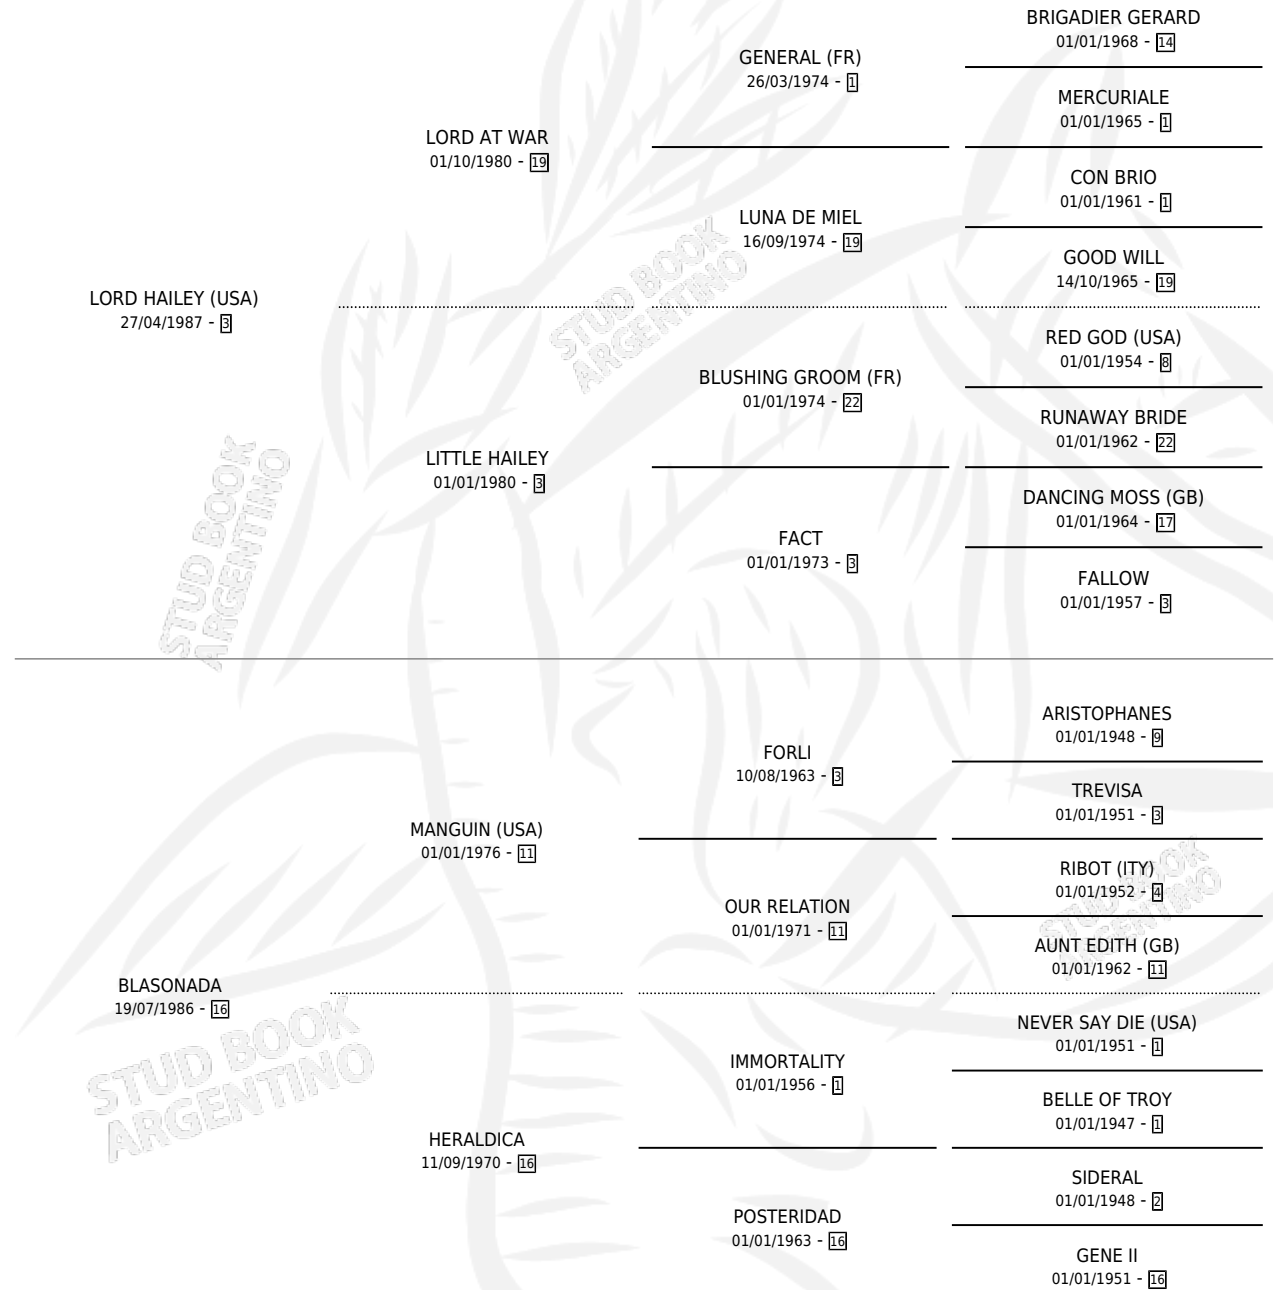 BRIGADIER GERARD
01/01/1968 - 14
GENERAL (FR)
26/03/1974 - 1
MERCURIALE
01/01/1965 - 1
LORD AT WAR
01/10/1980 - 19
CON BRIO
01/01/1961 - 1
LUNA DE MIEL
16/09/1974 - 19
GOOD WILL
14/10/1965 - 19
LORD HAILEY (USA)
27/04/1987 - 3
RED GOD (USA)
01/01/1954 - 8
BLUSHING GROOM (FR)
01/01/1974 - 22
RUNAWAY BRIDE
01/01/1962 - 22
LITTLE HAILEY
01/01/1980 - 3
DANCING MOSS (GB)
01/01/1964 - 17
FACT
01/01/1973 - 3
FALLOW
01/01/1957 - 3
ARISTOPHANES
01/01/1948 - 9
FORLI
10/08/1963 - 3
TREVISA
01/01/1951 - 3
MANGUIN (USA)
01/01/1976 - 11
RIBOT (ITY)
01/01/1952 - 4
OUR RELATION
01/01/1971 - 11
AUNT EDITH (GB)
01/01/1962 - 11
BLASONADA
19/07/1986 - 16
NEVER SAY DIE (USA)
01/01/1951 - 1
IMMORTALITY
01/01/1956 - 1
BELLE OF TROY
01/01/1947 - 1
HERALDICA
11/09/1970 - 16
SIDERAL
01/01/1948 - 2
POSTERIDAD
01/01/1963 - 16
GENE II
01/01/1951 - 16
STUD BOOK
ARGENTINO
STUD BOOK
ARGENTINO
STUD BOOK
ARGENTINO
STUD BOOK
ARGENTINO